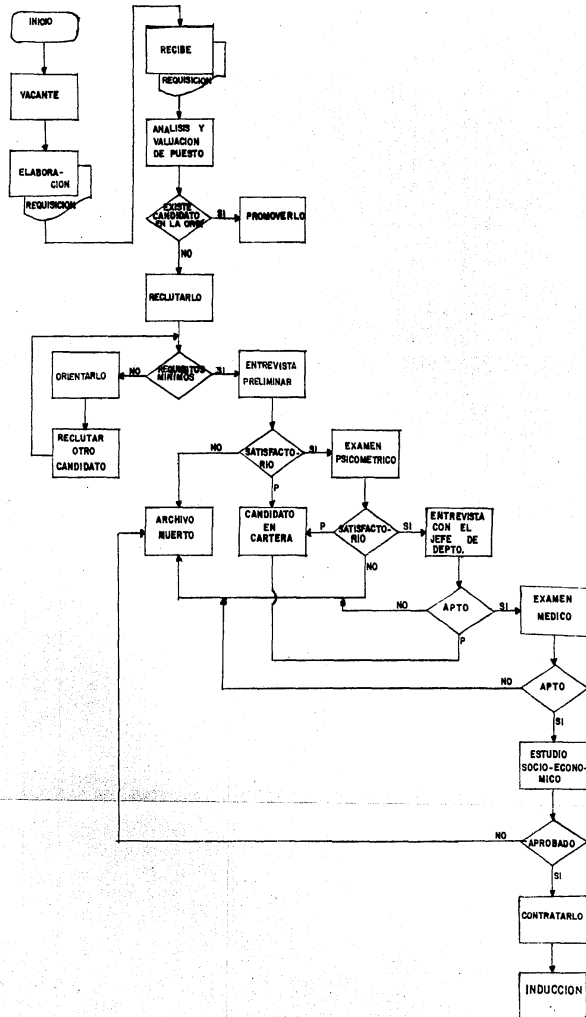 INICIO
VACANTE
ELABORA-
CION
REQUISICION
RECIBE
REQUISICION
ANALISIS Y
VALUACION
DE PUESTO
EXISTE
CANDIDATO
EN LA ORG.
SI
PROMOVERLO
NO
RECLUTARLO
REQUISITOS
MINIMOS
NO
ORIENTARLO
RECLUTAR
OTRO
CANDIDATO
SI
ENTREVISTA
PRELIMINAR
SATISFACTO-
RIO
NO
SI
P
EXAMEN
PSICOMETRICO
ARCHIVO
MUERTO
CANDIDATO
EN
CARTERA
P
SATISFACTO-
RIO
SI
NO
ENTREVISTA
CON EL
JEFE DE
DEPTO.
NO
APTO
SI
P
EXAMEN
MEDICO
NO
APTO
SI
ESTUDIO
SOCIO-ECONO-
MICO
NO
APROBADO
SI
CONTRATARLO
INDUCCION